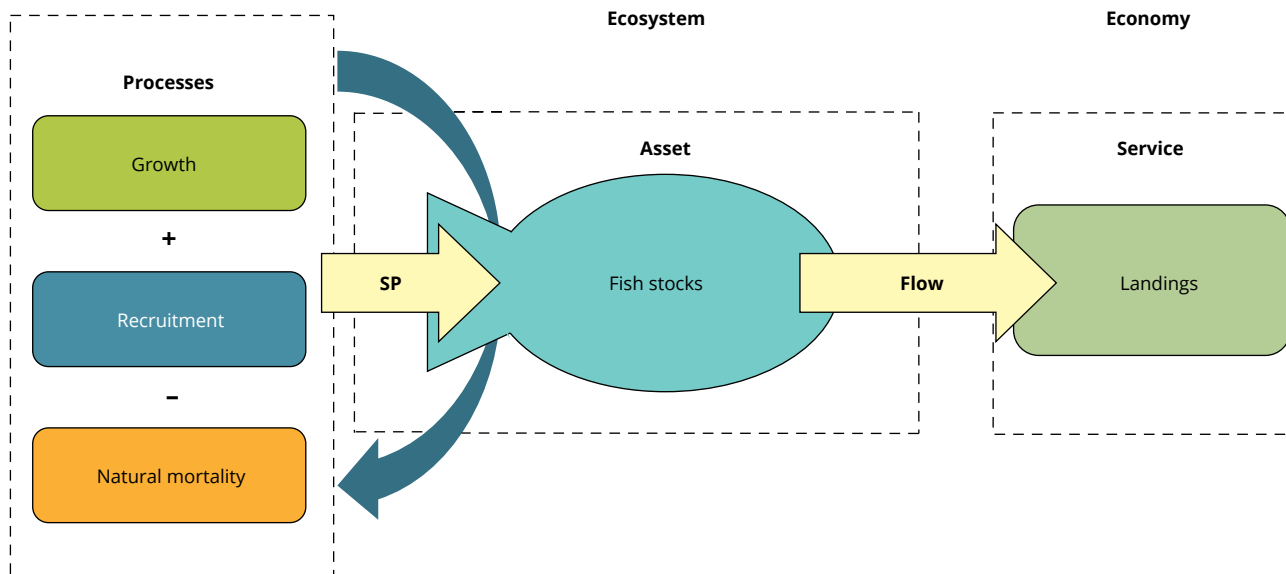 Ecosystem
Economy
Processes
Growth
+
Recruitment
–
Natural mortality
SP
Asset
Fish stocks
Flow
Service
Landings